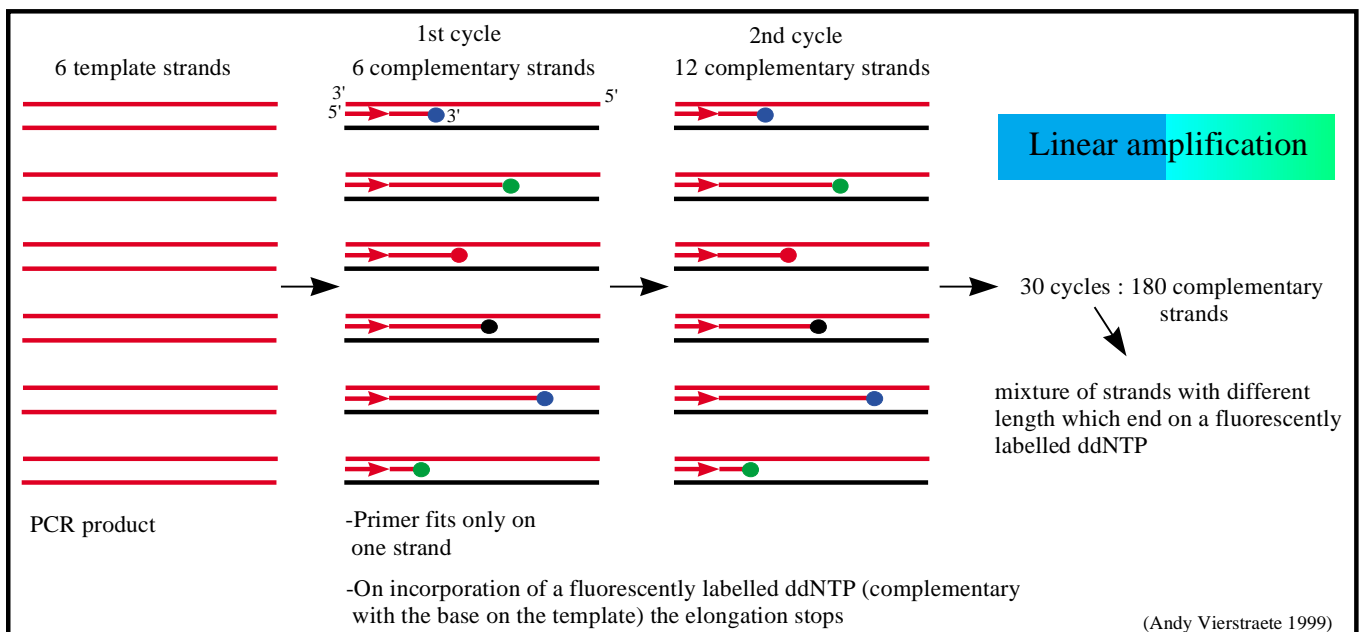 1st cycle
2nd cycle
6 template strands
6 complementary strands
12 complementary strands
3'
5'
5'
3'
Linear amplification
30 cycles : 180 complementary
strands
mixture of strands with different
length which end on a fluorescently
labelled ddNTP
PCR product
-Primer fits only on
one strand
-On incorporation of a fluorescently labelled ddNTP (complementary
with the base on the template) the elongation stops
(Andy Vierstraete 1999)